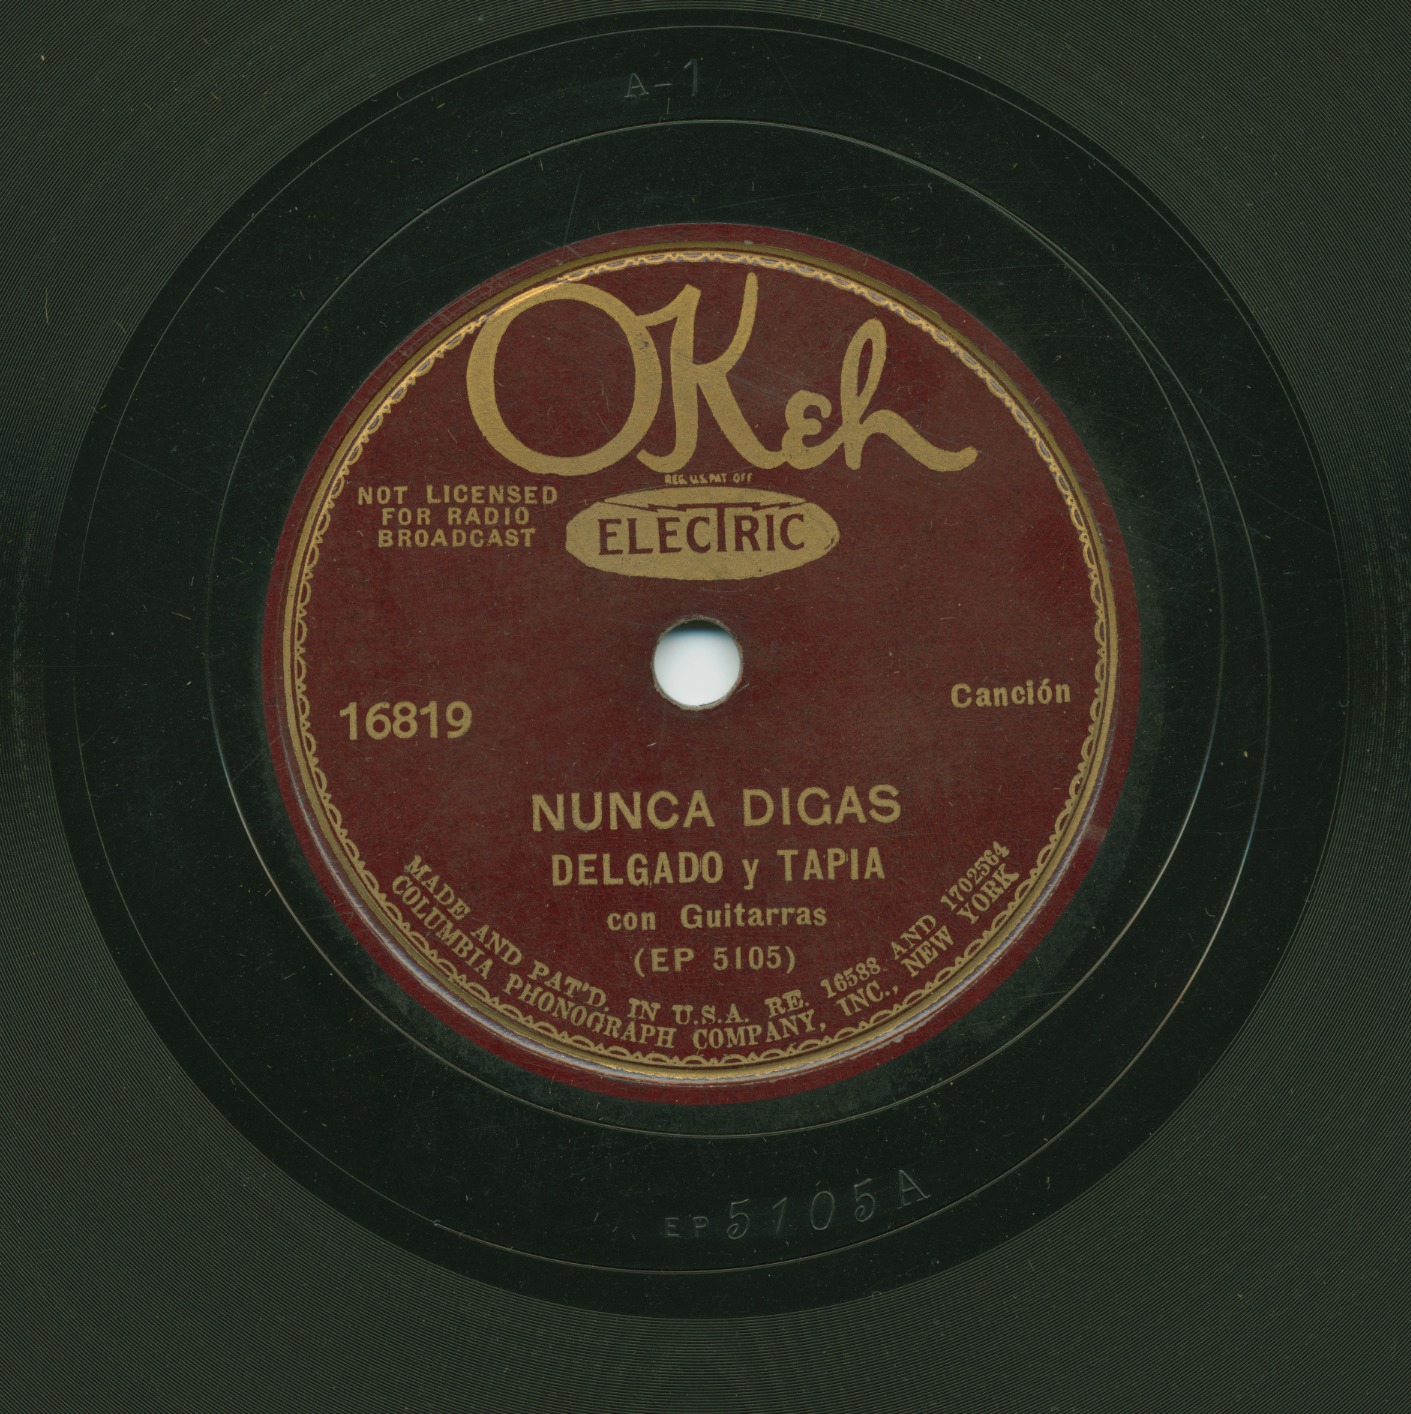 A-1
OKeh
REG. U.S. PAT. OFF
NOT LICENSED
FOR RADIO
BROADCAST
ELECTRIC
16819
Canción
NUNCA DIGAS
DELGADO y TAPIA
con Guitarras
(EP 5105)
MADE AND PAT'D. IN U.S.A. RE. 16588 AND 1702564
COLUMBIA PHONOGRAPH COMPANY, INC., NEW YORK
EP 5105A